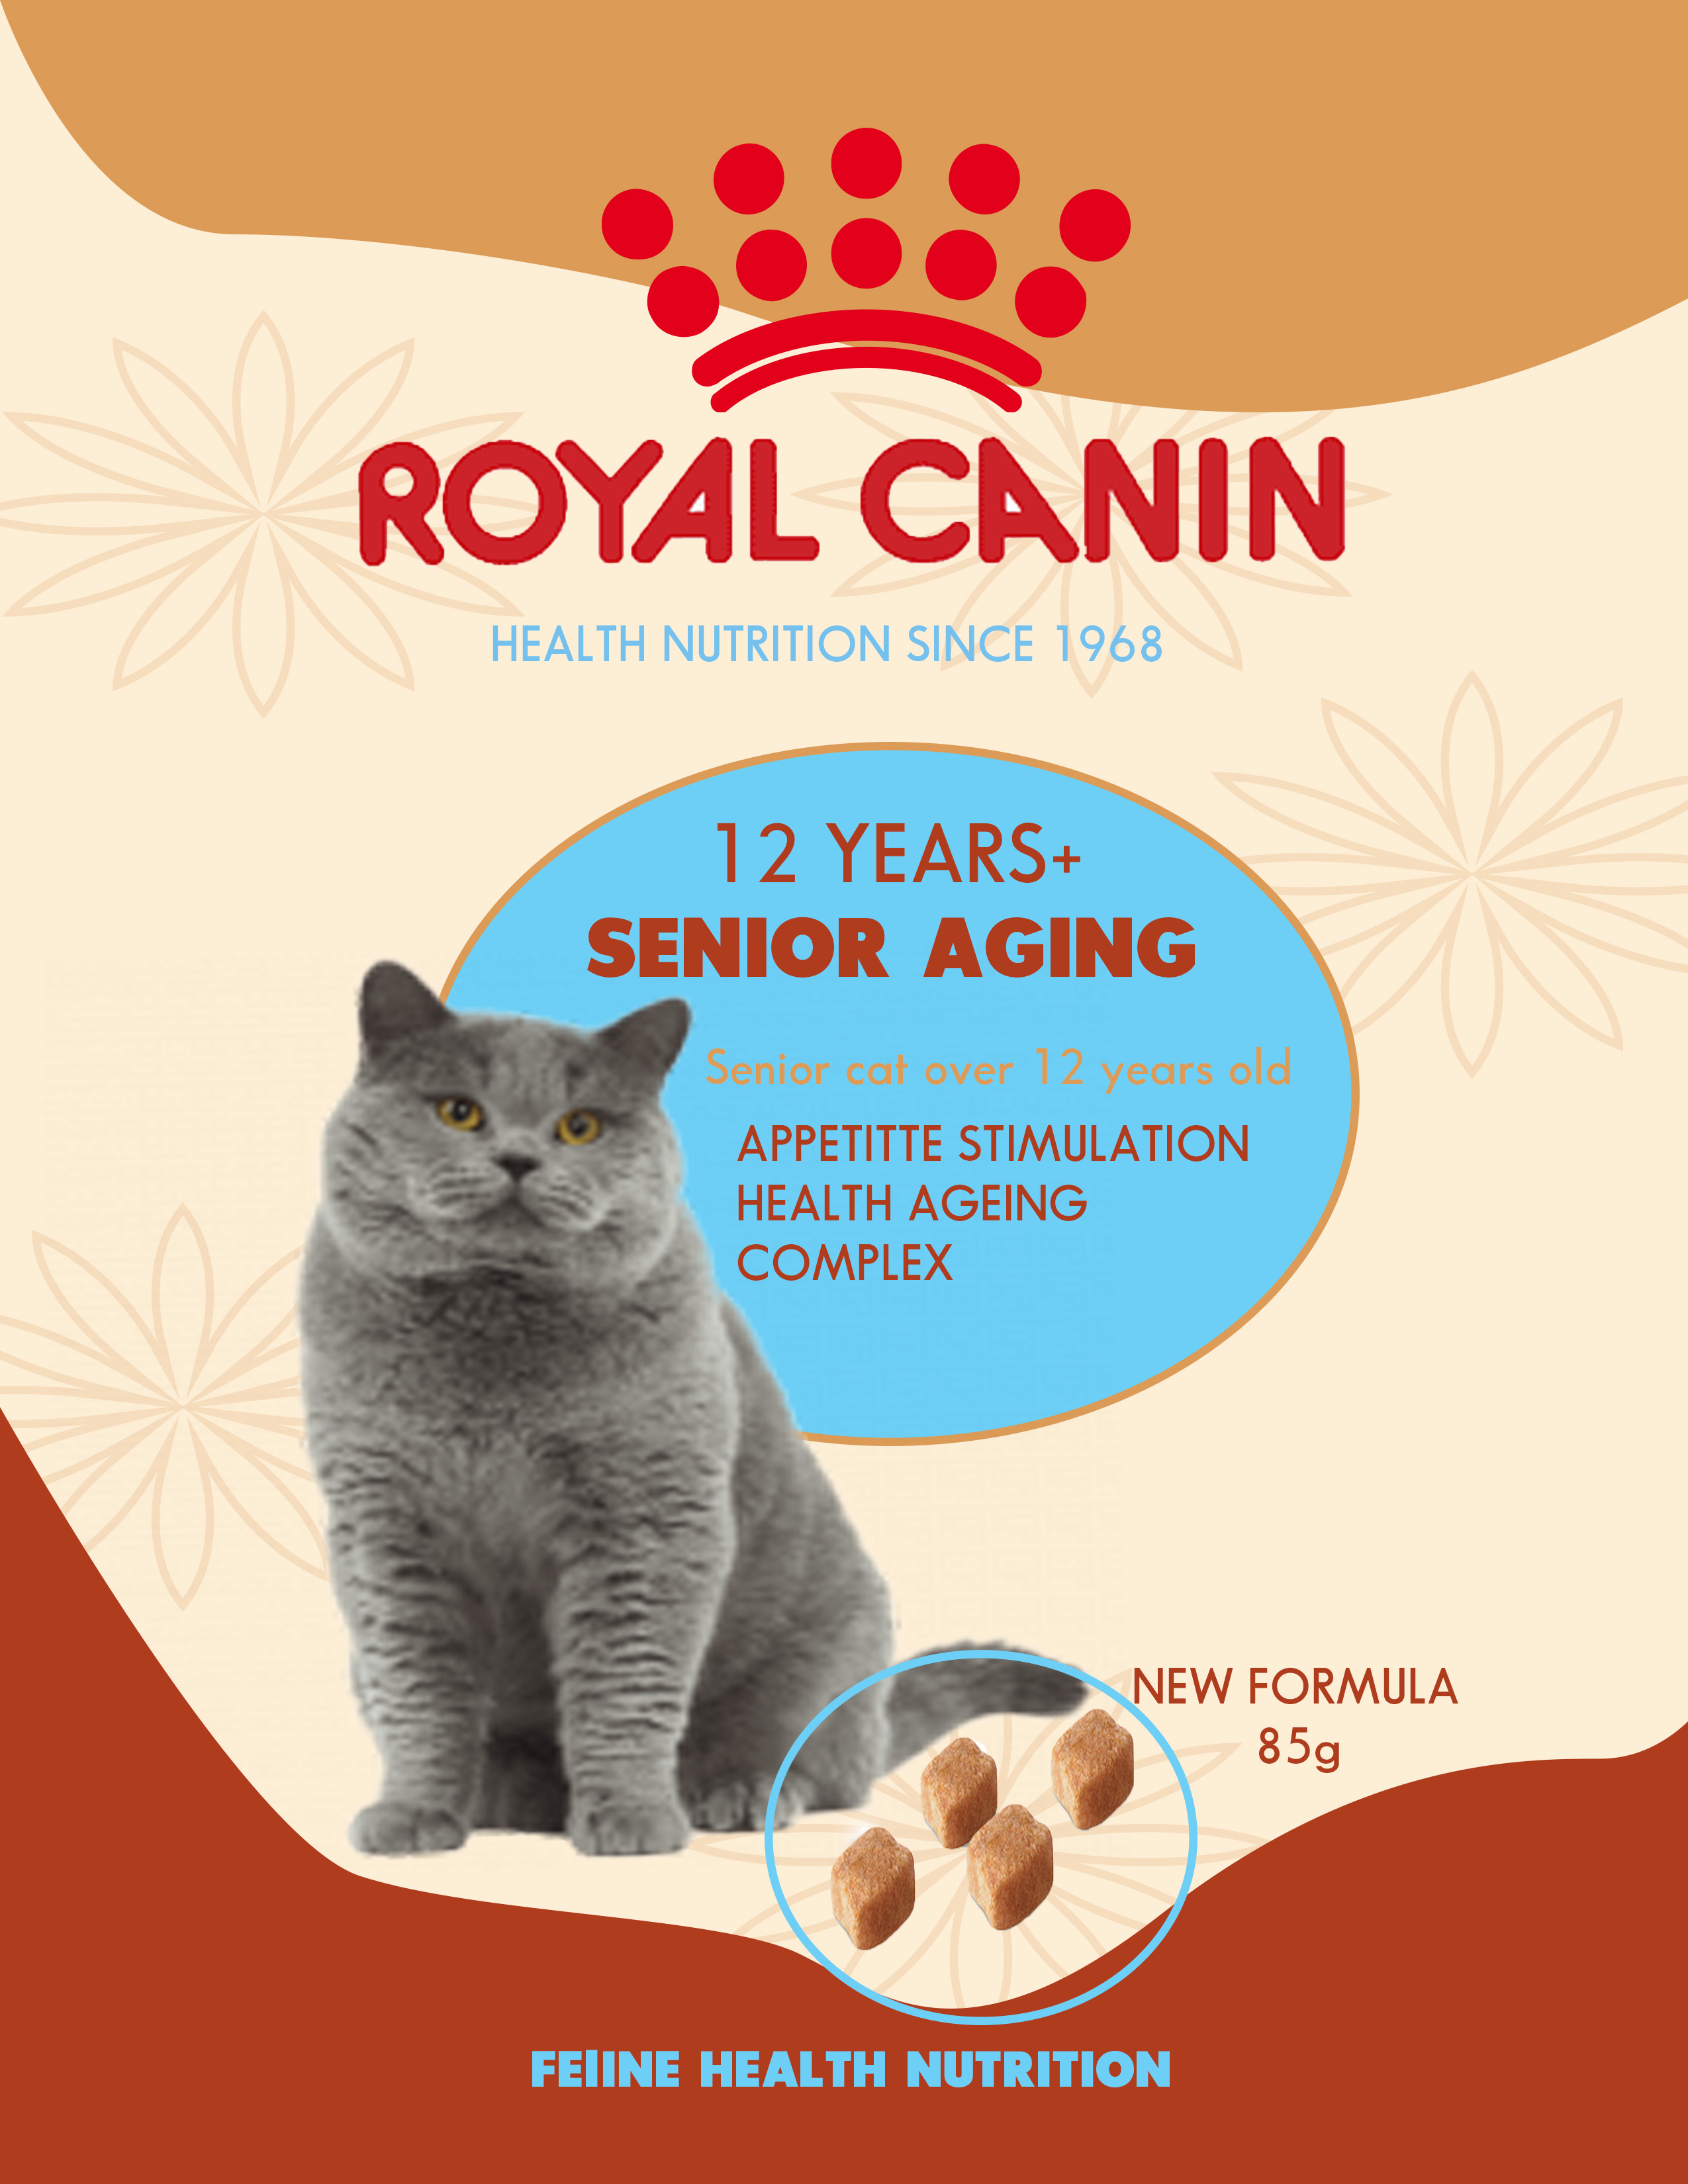 ROYAL CANIN
HEALTH NUTRITION SINCE 1968
12 YEARS+
SENIOR AGING
Senior cat over 12 years old
APPETITTE STIMULATION
HEALTH AGEING
COMPLEX
NEW FORMULA
85g
FElINE HEALTH NUTRITION